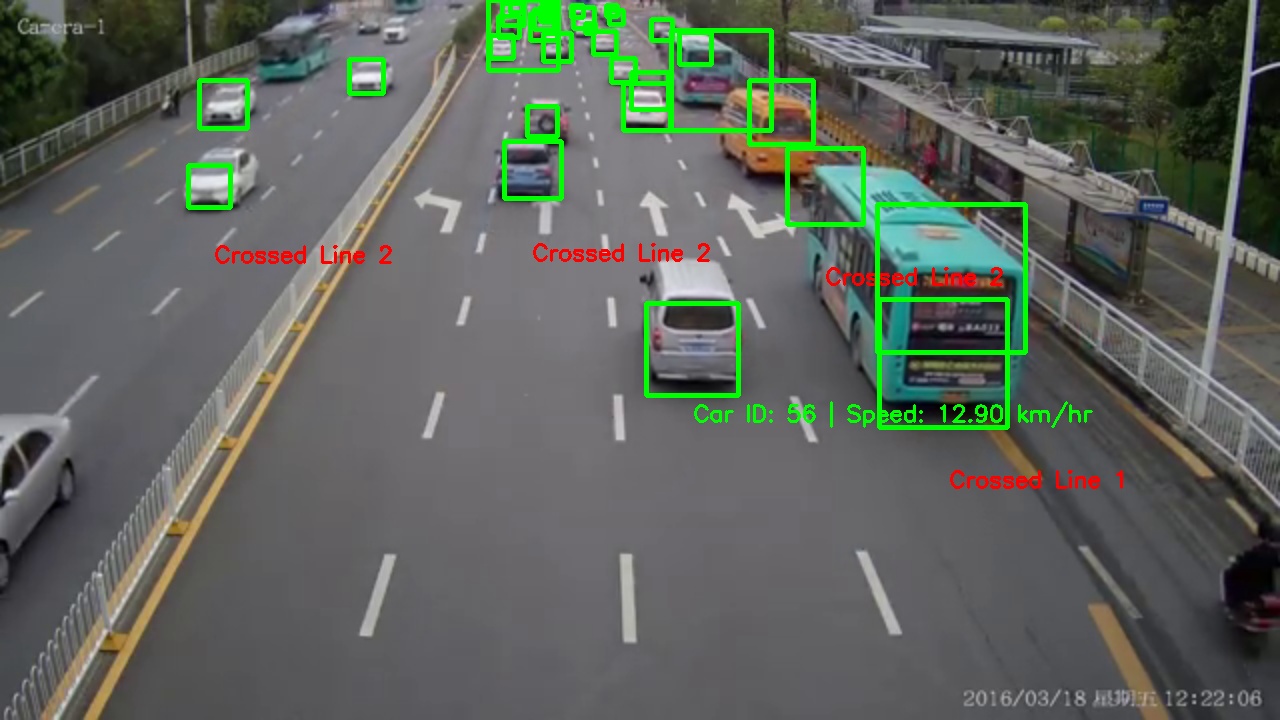 Camera-1
Crossed Line 2
Crossed Line 2
Crossed Line 2
Car ID: 56 | Speed: 12.90 km/hr
Crossed Line 1
2016/03/18 星期五 12:22:06